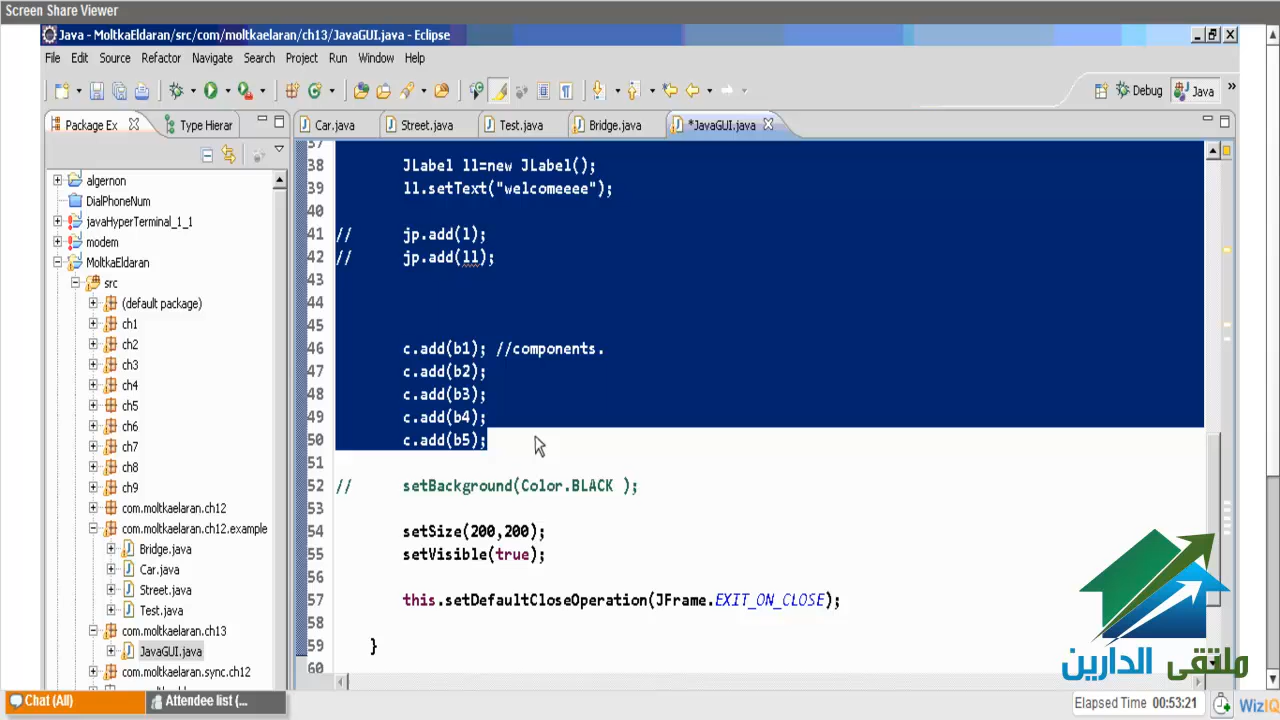 Screen Share Viewer
Java - MoltkaEldaran/src/com/moltkaelaran/ch13/JavaGUI.java - Eclipse
File Edit Source Refactor Navigate Search Project Run Window Help
Debug Java »
Package Ex Type Hierar Car.java Street.java Test.java Bridge.java *JavaGUI.java
algernon
DialPhoneNum
javaHyperTerminal_1_1
modem
MoltkaEldaran
src
(default package)
ch1
ch2
ch3
ch4
ch5
ch6
ch7
ch8
ch9
com.moltkaelaran.ch12
com.moltkaelaran.ch12.example
Bridge.java
Car.java
Street.java
Test.java
com.moltkaelaran.ch13
JavaGUI.java
com.moltkaelaran.sync.ch12
37
38 JLabel ll=new JLabel();
39 ll.setText("welcomeeee");
40
41 // jp.add(l);
42 // jp.add(ll);
43
44
45
46 c.add(b1); //components.
47 c.add(b2);
48 c.add(b3);
49 c.add(b4);
50 c.add(b5);
51
52 // setBackground(Color.BLACK );
53
54 setSize(200,200);
55 setVisible(true);
56
57 this.setDefaultCloseOperation(JFrame.EXIT_ON_CLOSE);
58
59 }
60
ملتقى الدارين
Chat (All) Attendee list (...
Elapsed Time 00:53:21 WizIQ